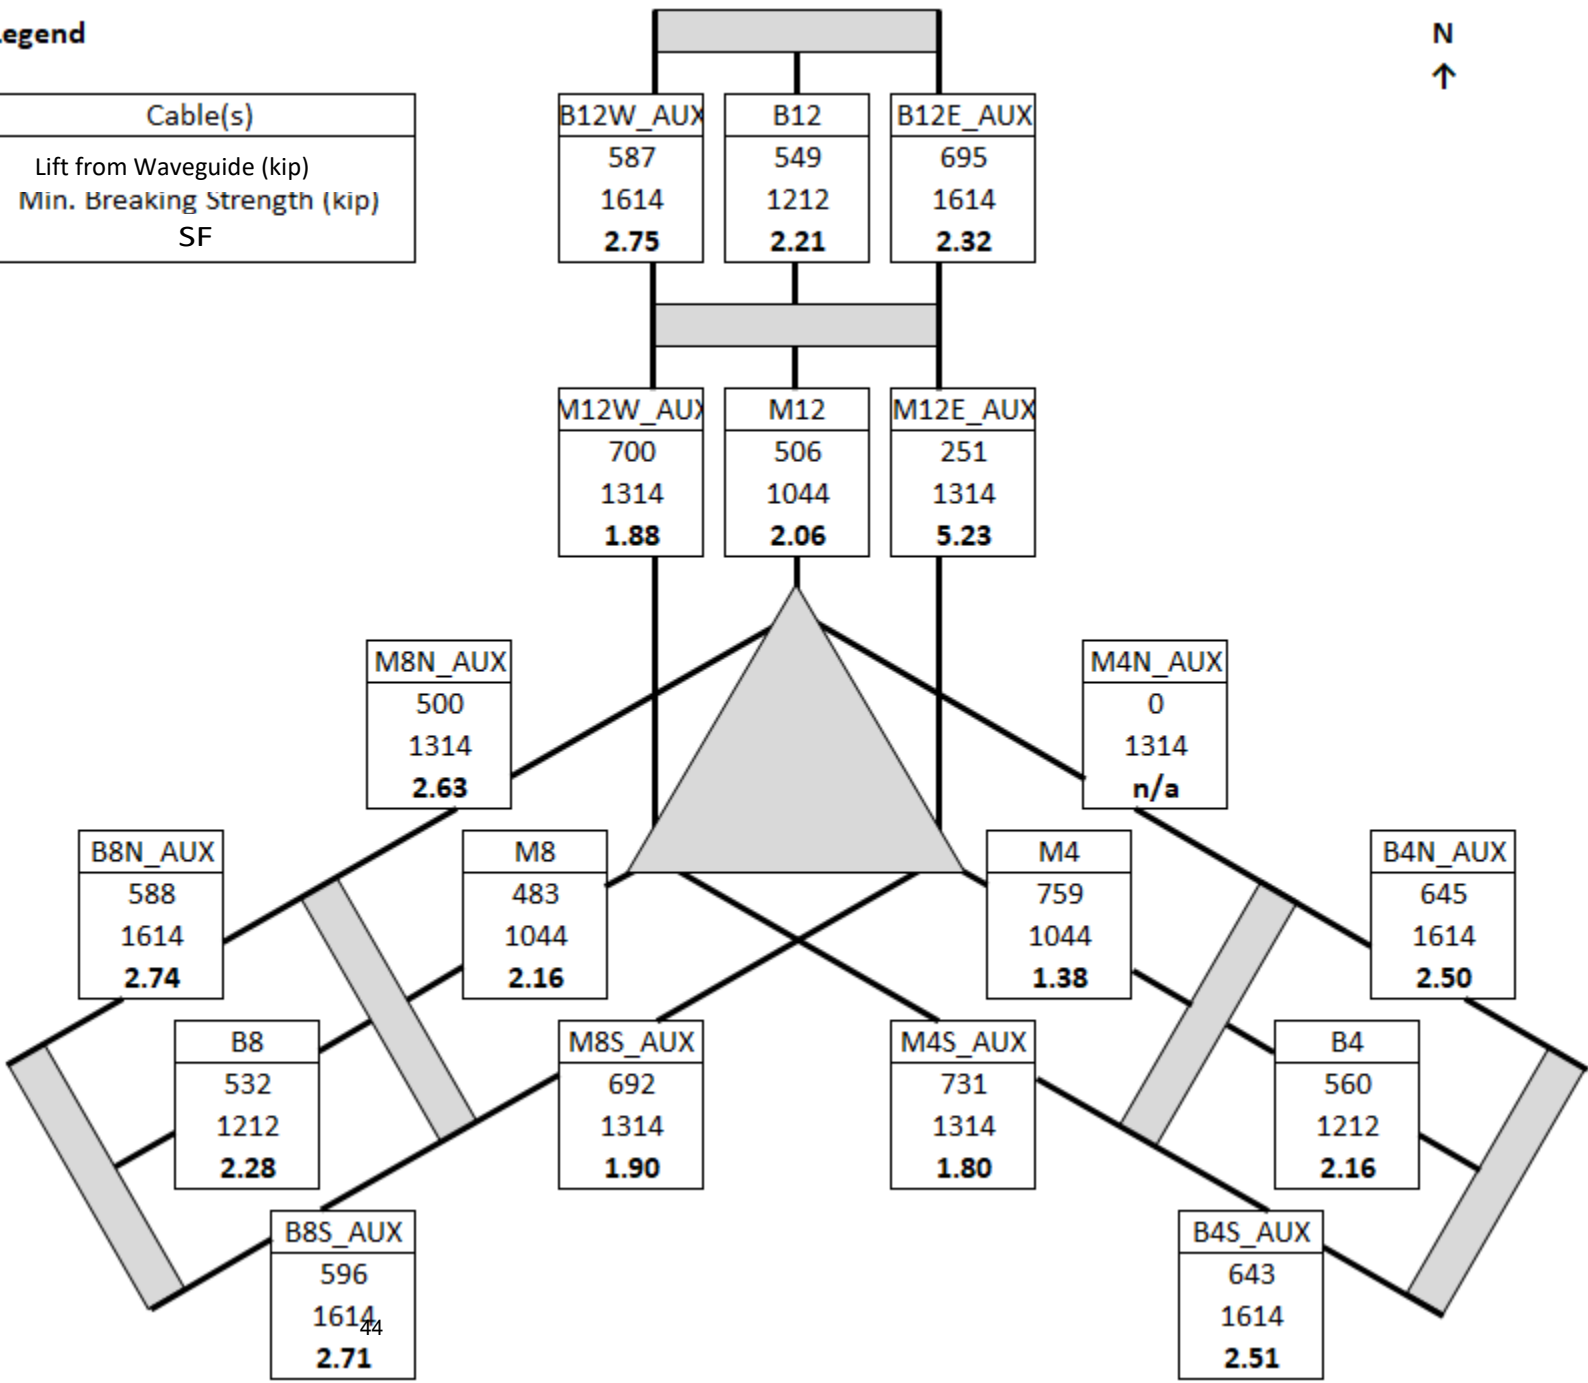 egend
N
↑
Cable(s)
Lift from Waveguide (kip)
Min. Breaking Strength (kip)
SF
B12W_AUX
587
1614
2.75
B12
549
1212
2.21
B12E_AUX
695
1614
2.32
M12W_AUX
700
1314
1.88
M12
506
1044
2.06
M12E_AUX
251
1314
5.23
M8N_AUX
500
1314
2.63
M4N_AUX
0
1314
n/a
B8N_AUX
588
1614
2.74
M8
483
1044
2.16
M4
759
1044
1.38
B4N_AUX
645
1614
2.50
B8
532
1212
2.28
M8S_AUX
692
1314
1.90
M4S_AUX
731
1314
1.80
B4
560
1212
2.16
B8S_AUX
596
1614
44
2.71
B4S_AUX
643
1614
2.51